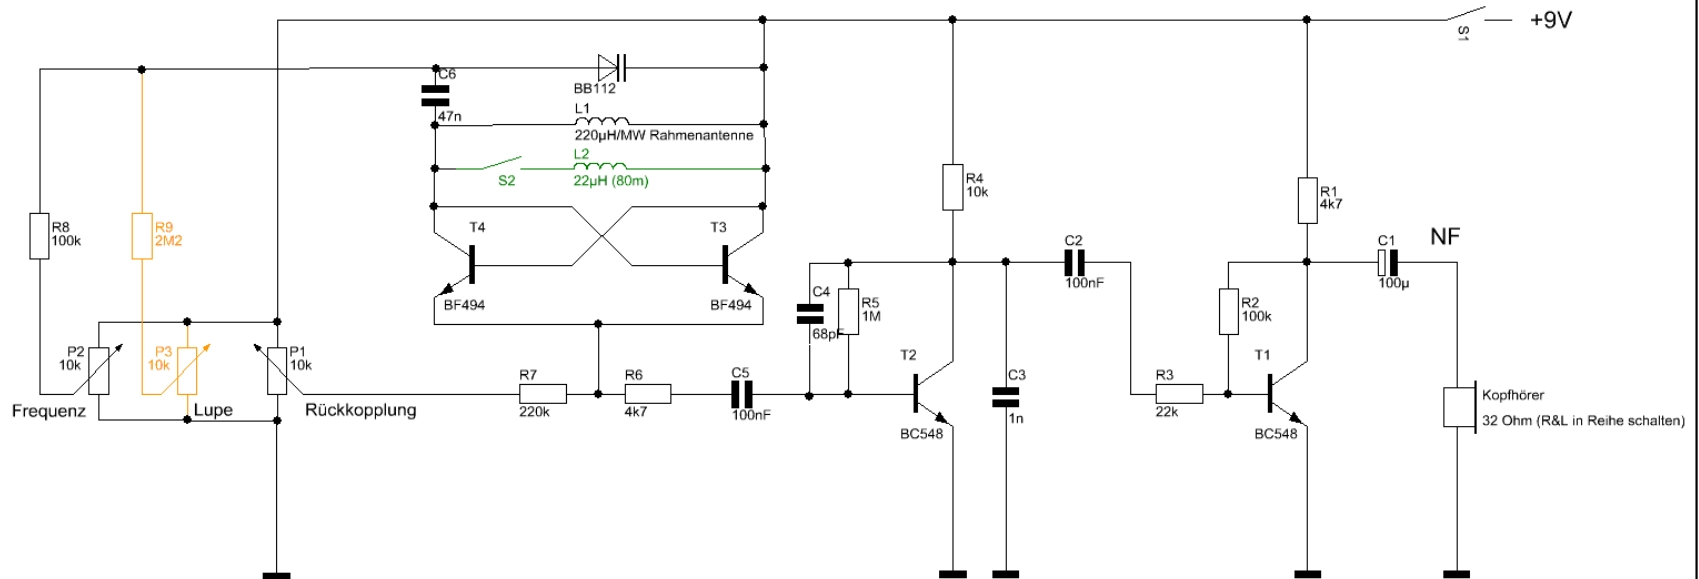 +9V
S1
C6
47n
BB112
L1
220µH/MW Rahmenantenne
L2
S2
22µH (80m)
R4
10k
R1
4k7
R8
100k
R9
2M2
T4
T3
BF494
BF494
C2
100nF
C1
100µ
NF
C4
68pF
R5
1M
R2
100k
P2
10k
P3
10k
P1
10k
Frequenz
Lupe
Rückkopplung
R7
220k
R6
4k7
C5
100nF
T2
BC548
C3
1n
R3
22k
T1
BC548
Kopfhörer
32 Ohm (R&L in Reihe schalten)